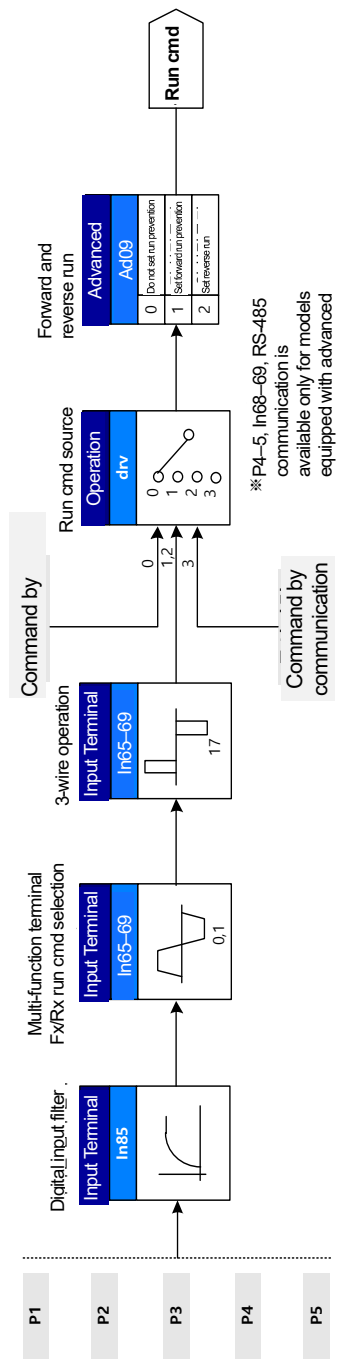 P1
P2
P3
P4
P5
Digital input filter .
Input Terminal
In85
Multi-function terminal
Fx/Rx run cmd selection
Input Terminal
In65–69
0,1
3-wire operation
Input Terminal
In65–69
17
Command by
0
1,2
3
Command by
communication
Run cmd source
Operation
drv
0
1
2
3
Forward and
reverse run
Advanced
Ad09
0 Do not set run prevention
1 Set forward run prevention
2 Set reverse run
Run cmd
※P4–5, In68–69, RS-485
communication is
available only for models
equipped with advanced